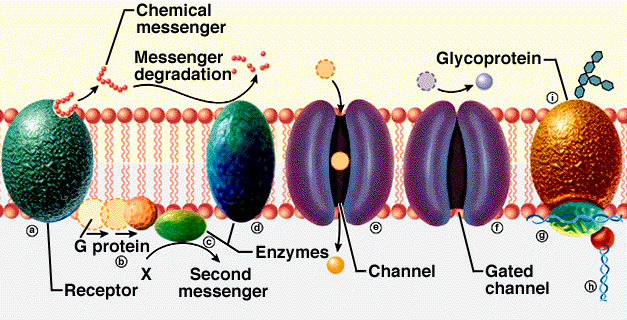 Chemical
messenger
Messenger
degradation
Glycoprotein
i
a
G protein
b
c
d
e
f
g
h
X
Second
messenger
Enzymes
Receptor
Channel
Gated
channel